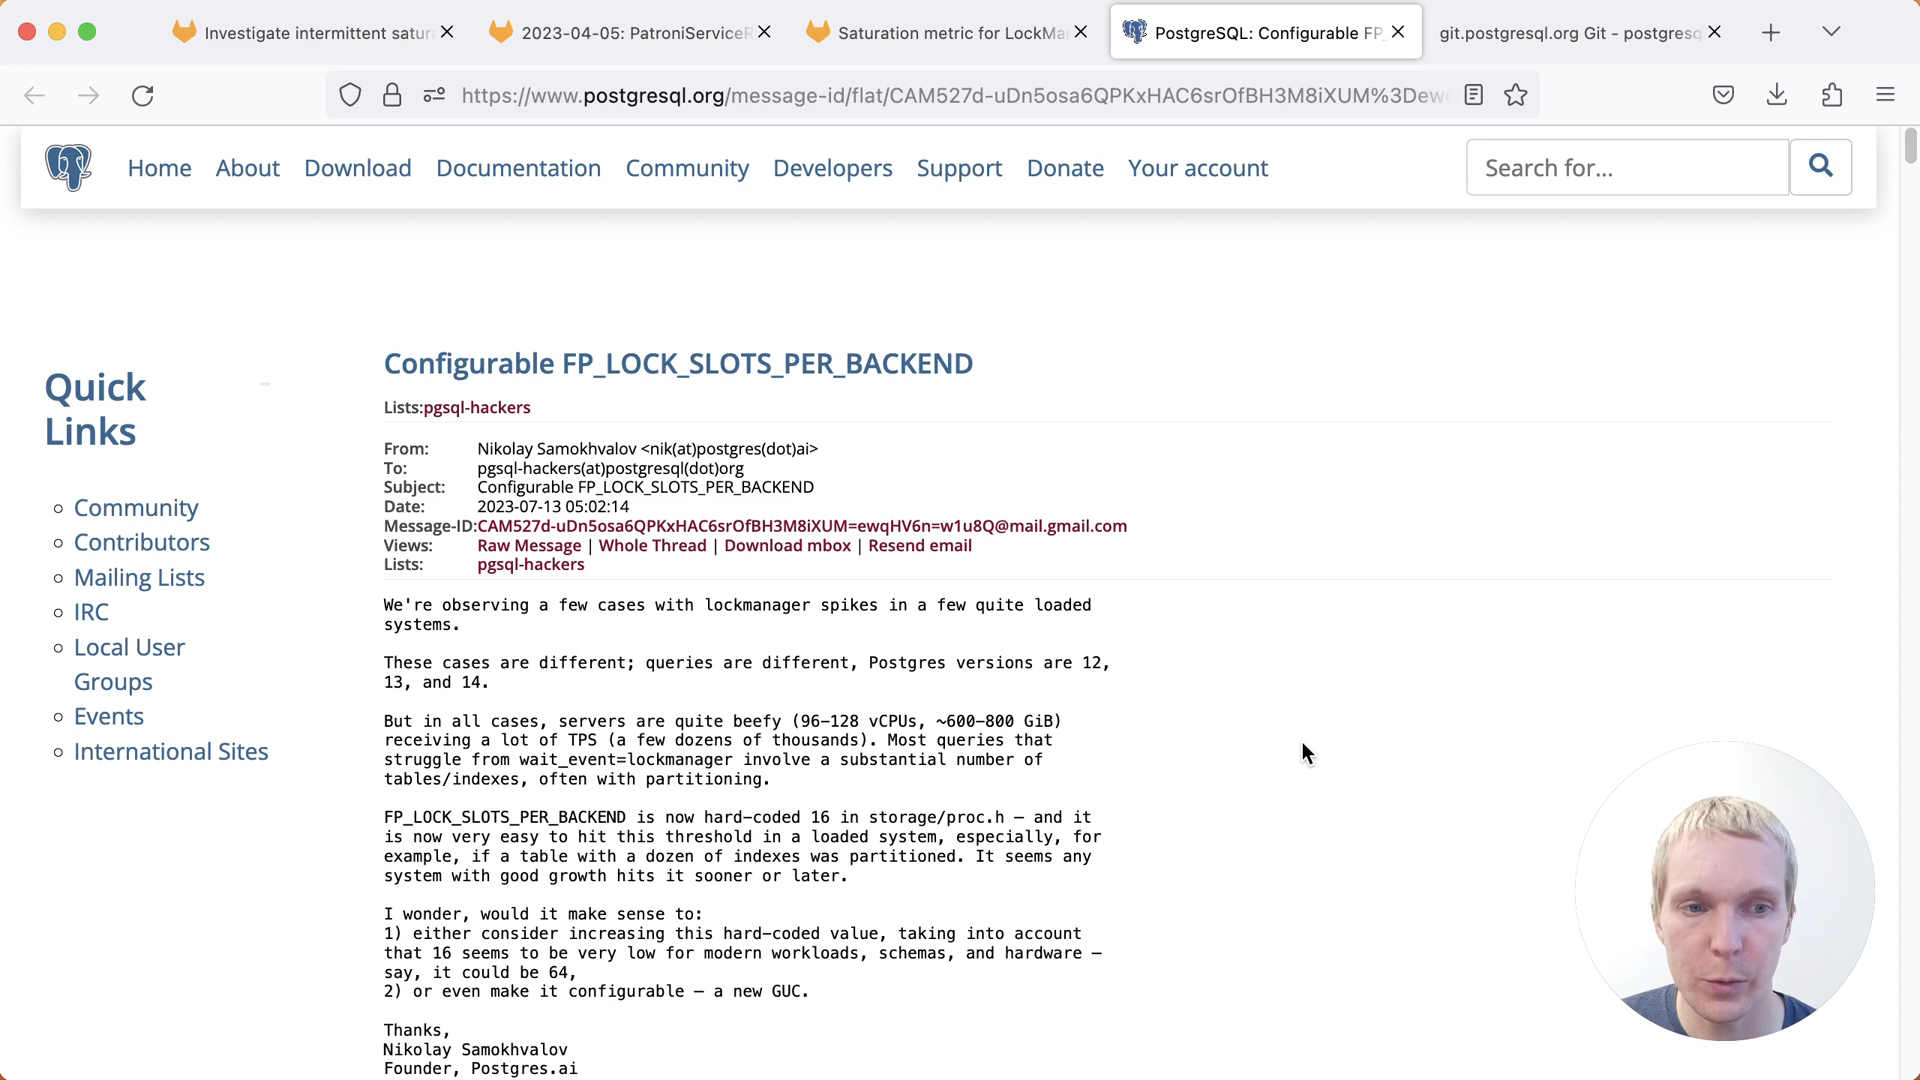 Investigate intermittent satur
2023-04-05: PatroniServiceR
Saturation metric for LockMa
PostgreSQL: Configurable FP_
git.postgresql.org Git - postgresq
https://www.postgresql.org/message-id/flat/CAM527d-uDn5osa6QPKxHAC6srOfBH3M8iXUM%3Dewq
Home About Download Documentation Community Developers Support Donate Your account
Search for...
Quick
Links
Community
Contributors
Mailing Lists
IRC
Local User
Groups
Events
International Sites
Configurable FP_LOCK_SLOTS_PER_BACKEND
Lists:pgsql-hackers
From: Nikolay Samokhvalov <nik(at)postgres(dot)ai>
To: pgsql-hackers(at)postgresql(dot)org
Subject: Configurable FP_LOCK_SLOTS_PER_BACKEND
Date: 2023-07-13 05:02:14
Message-ID:CAM527d-uDn5osa6QPKxHAC6srOfBH3M8iXUM=ewqHV6n=w1u8Q@mail.gmail.com
Views: Raw Message | Whole Thread | Download mbox | Resend email
Lists: pgsql-hackers
We're observing a few cases with lockmanager spikes in a few quite loaded
systems.
These cases are different; queries are different, Postgres versions are 12,
13, and 14.
But in all cases, servers are quite beefy (96-128 vCPUs, ~600-800 GiB)
receiving a lot of TPS (a few dozens of thousands). Most queries that
struggle from wait_event=lockmanager involve a substantial number of
tables/indexes, often with partitioning.
FP_LOCK_SLOTS_PER_BACKEND is now hard-coded 16 in storage/proc.h – and it
is now very easy to hit this threshold in a loaded system, especially, for
example, if a table with a dozen of indexes was partitioned. It seems any
system with good growth hits it sooner or later.
I wonder, would it make sense to:
1) either consider increasing this hard-coded value, taking into account
that 16 seems to be very low for modern workloads, schemas, and hardware –
say, it could be 64,
2) or even make it configurable – a new GUC.
Thanks,
Nikolay Samokhvalov
Founder, Postgres.ai